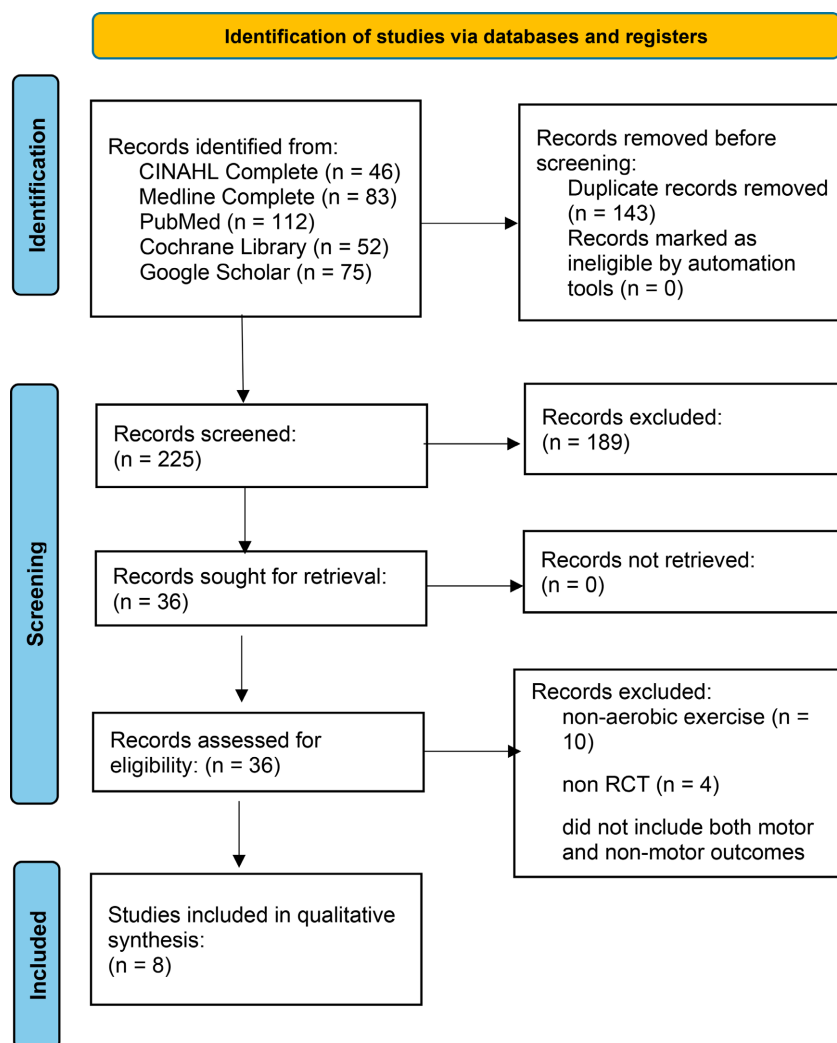 Identification of studies via databases and registers
Identification
Records identified from:
CINAHL Complete (n = 46)
Medline Complete (n = 83)
PubMed (n = 112)
Cochrane Library (n = 52)
Google Scholar (n = 75)
Records removed before
screening:
Duplicate records removed
(n = 143)
Records marked as
ineligible by automation
tools (n = 0)
Screening
Records screened:
(n = 225)
Records excluded:
(n = 189)
Records sought for retrieval:
(n = 36)
Records not retrieved:
(n = 0)
Records assessed for
eligibility: (n = 36)
Records excluded:
non-aerobic exercise (n =
10)
non RCT (n = 4)
did not include both motor
and non-motor outcomes
Included
Studies included in qualitative
synthesis:
(n = 8)